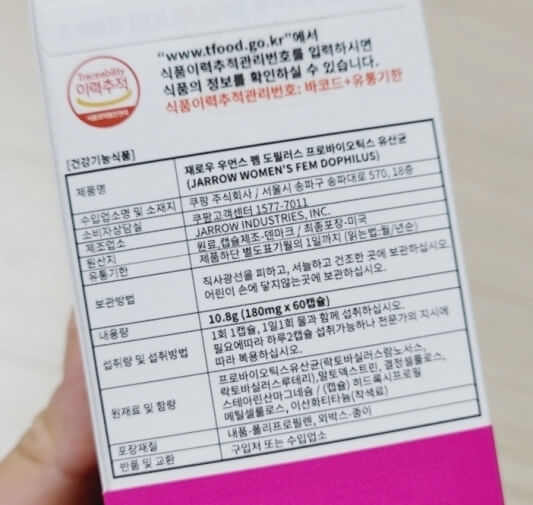 Traceability
이력추적
식품의약품안전처
"www.tfood.go.kr"에서
식품이력추적관리번호를 입력하시면
식품의 정보를 확인하실 수 있습니다.
식품이력추적관리번호: 바코드+유통기한
[건강기능식품]
제품명
재로우 우먼스 펨 도필러스 프로바이오틱스 유산균
(JARROW WOMEN'S FEM DOPHILUS)
수입업소명 및 소재지
쿠팡 주식회사 / 서울시 송파구 송파대로 570, 18층
소비자상담실
쿠팡고객센터 1577-7011
제조업소
JARROW INDUSTRIES, INC.
원산지
원료,캡슐제조-덴마크 / 최종포장-미국
유통기한
제품하단 별도표기월의 1일까지 (읽는법:월/년순)
보관방법
직사광선을 피하고, 서늘하고 건조한 곳에 보관하십시오.
어린이 손에 닿지않는곳에 보관하십시오.
내용량
10.8g (180mg x 60캡슐)
섭취량 및 섭취방법
1회 1캡슐, 1일1회 물과 함께 섭취하십시오.
필요에따라 하루2캡슐 섭취가능하나 전문가의 지시에
따라 복용하십시오.
원재료 및 함량
프로바이오틱스유산균(락토바실러스람노서스,
락토바실러스루테리),말토덱스트린, 결정셀룰로스,
스테아린산마그네슘 / (캡슐) 히드록시프로필
메틸셀룰로스, 이산화티타늄(착색료)
포장재질
내품-폴리프로필렌, 외박스-종이
반품 및 교환
구입처 또는 수입업소